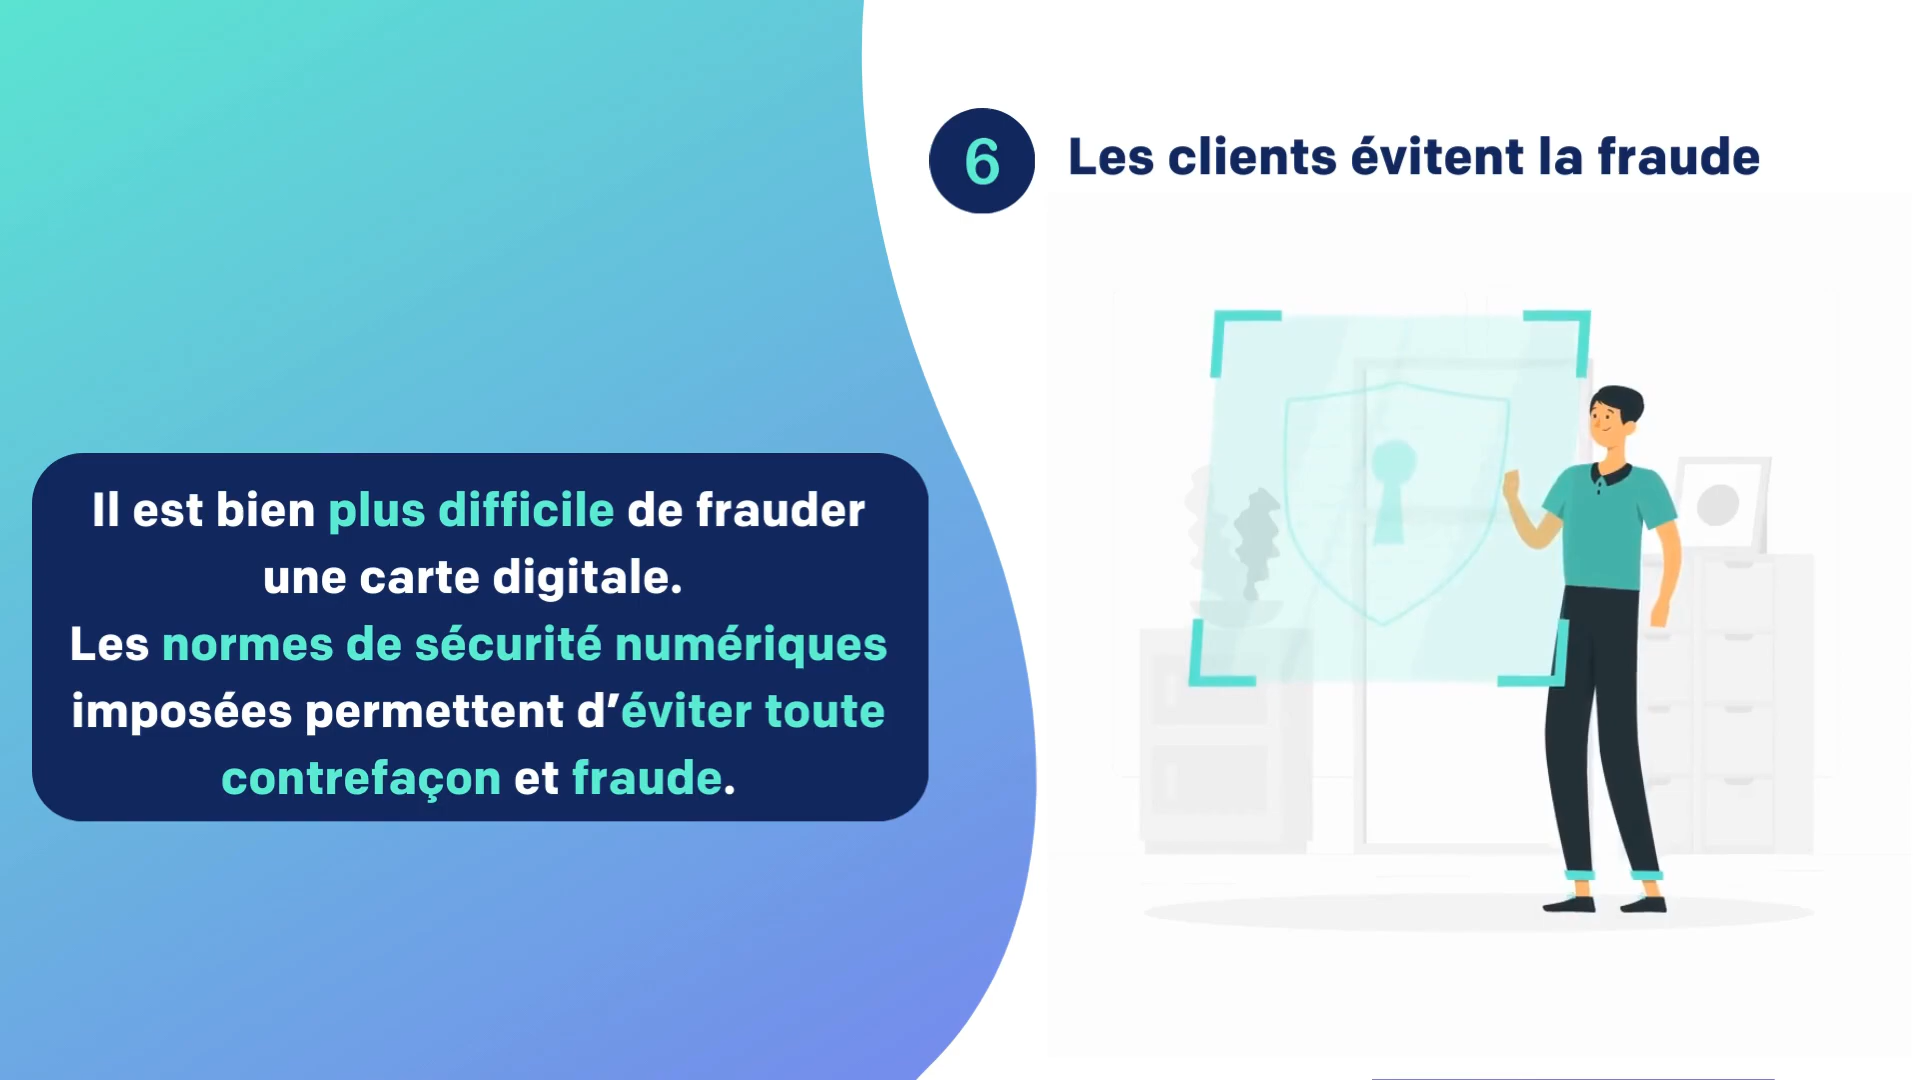 6
Les clients évitent la fraude
Il est bien plus difficile de frauder
une carte digitale.
Les normes de sécurité numériques
imposées permettent d’éviter toute
contrefaçon et fraude.